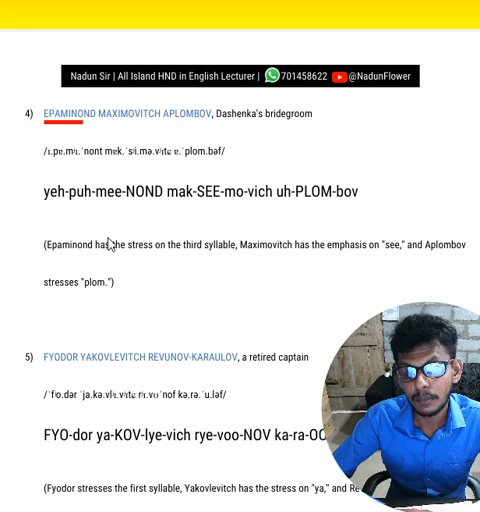 Nadun Sir | All Island HND in English Lecturer | 701458622 @NadunFlower
4) EPAMINOND MAXIMOVITCH APLOMBOV, Dashenka's bridegroom
yeh-puh-mee-NOND mak-SEE-mo-vich uh-PLOM-bov
(Epaminond has the stress on the third syllable, Maximovitch has the emphasis on "see," and Aplombov
stresses "plom.")
5) FYODOR YAKOVLEVITCH REVUNOV-KARAULOV, a retired captain
FYO-dor ya-KOV-lye-vich rye-voo-NOV ka-ra-
(Fyodor stresses the first syllable, Yakovlevitch has the stress on "ya," and